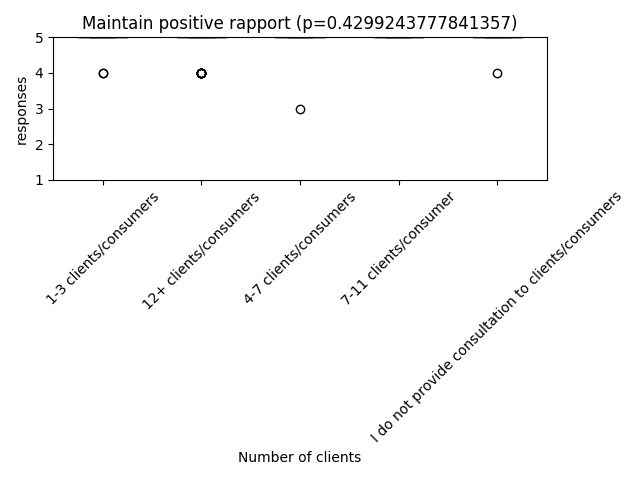 Maintain positive rapport (p=0.4299243777841357)
responses
5
4
3
2
1
1-3 clients/consumers
12+ clients/consumers
4-7 clients/consumers
7-11 clients/consumer
I do not provide consultation to clients/consumers
Number of clients